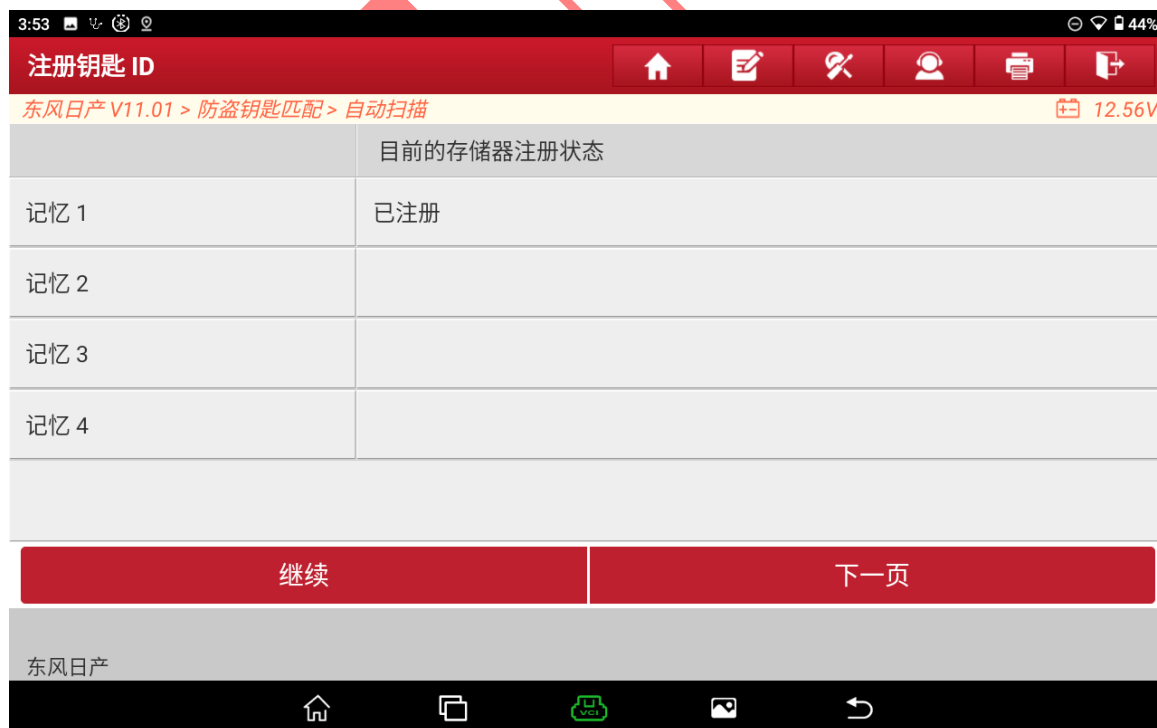 3:53
44%
注册钥匙 ID
东风日产 V11.01 > 防盗钥匙匹配 > 自动扫描
12.56V
目前的存储器注册状态
记忆 1
已注册
记忆 2
记忆 3
记忆 4
继续
下一页
东风日产
VCI